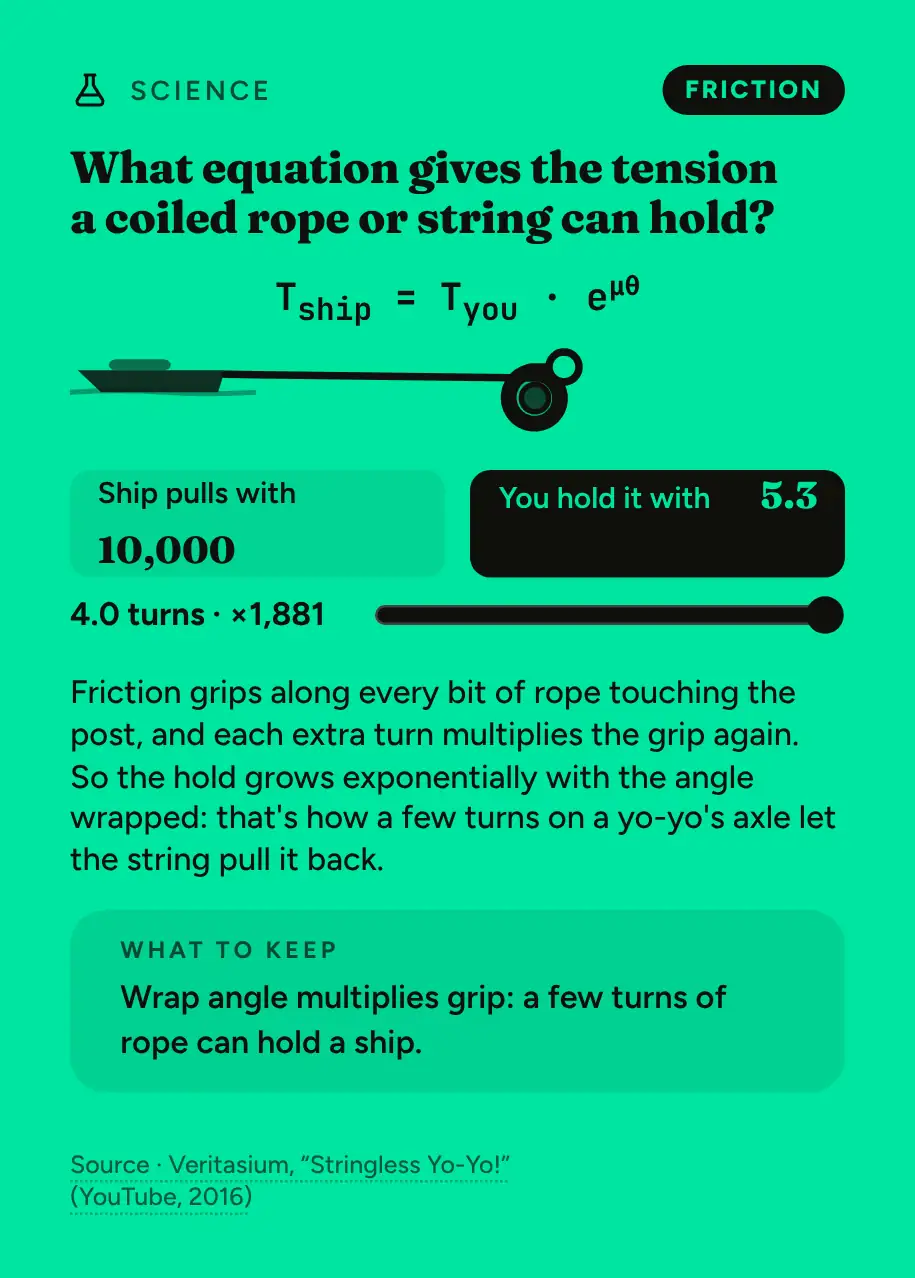 SCIENCE
FRICTION
What equation gives the tension
a coiled rope or string can hold?
Tship = Tyou · eμθ
Ship pulls with
10,000
You hold it with 5.3
4.0 turns · ×1,881
Friction grips along every bit of rope touching the
post, and each extra turn multiplies the grip again.
So the hold grows exponentially with the angle
wrapped: that's how a few turns on a yo-yo's axle let
the string pull it back.
WHAT TO KEEP
Wrap angle multiplies grip: a few turns of
rope can hold a ship.
Source · Veritasium, “Stringless Yo-Yo!”
(YouTube, 2016)